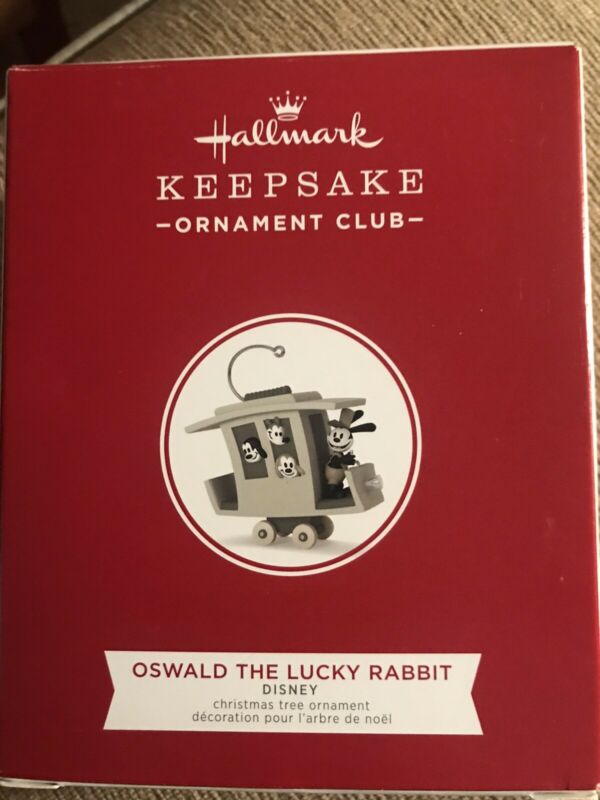 Hallmark
KEEPSAKE
–ORNAMENT CLUB–
OSWALD THE LUCKY RABBIT
DISNEY
christmas tree ornament
décoration pour l'arbre de noël